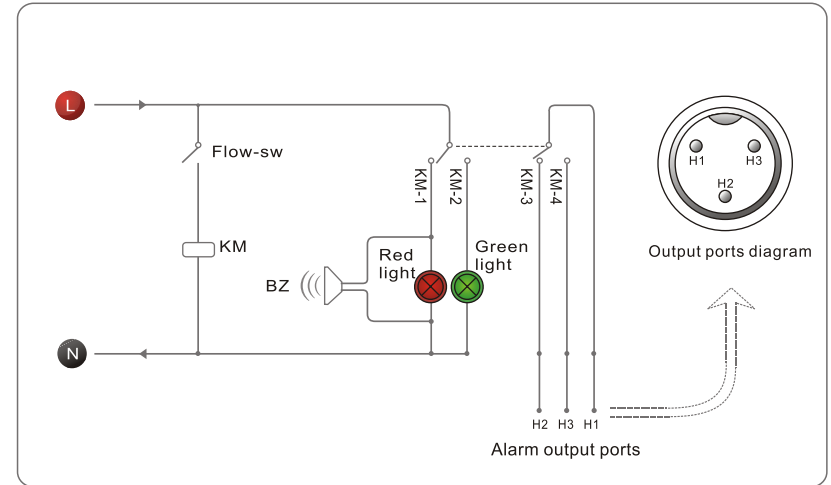 L
Flow-sw
KM-1
KM-2
KM-3
KM-4
H1
H3
H2
KM
Red
light
Green
light
Output ports diagram
BZ
N
H2
H3
H1
Alarm output ports